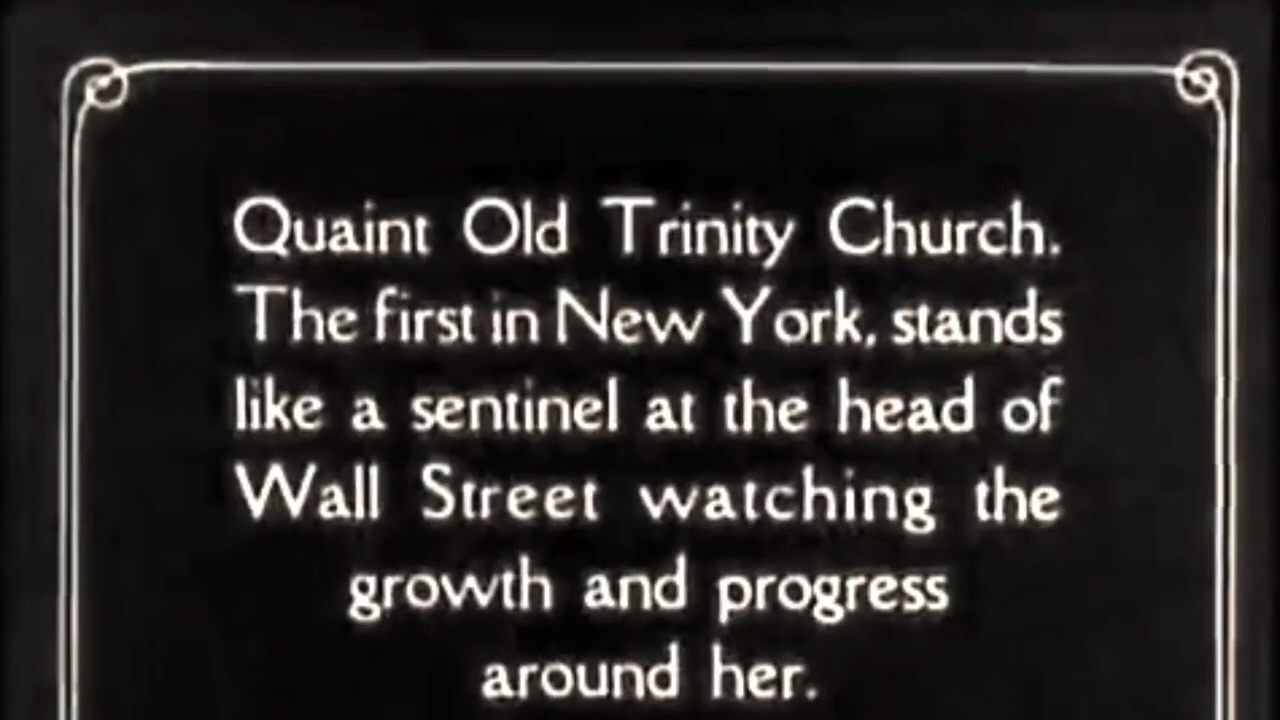 Quaint Old Trinity Church.
The first in New York, stands
like a sentinel at the head of
Wall Street watching the
growth and progress
around her.